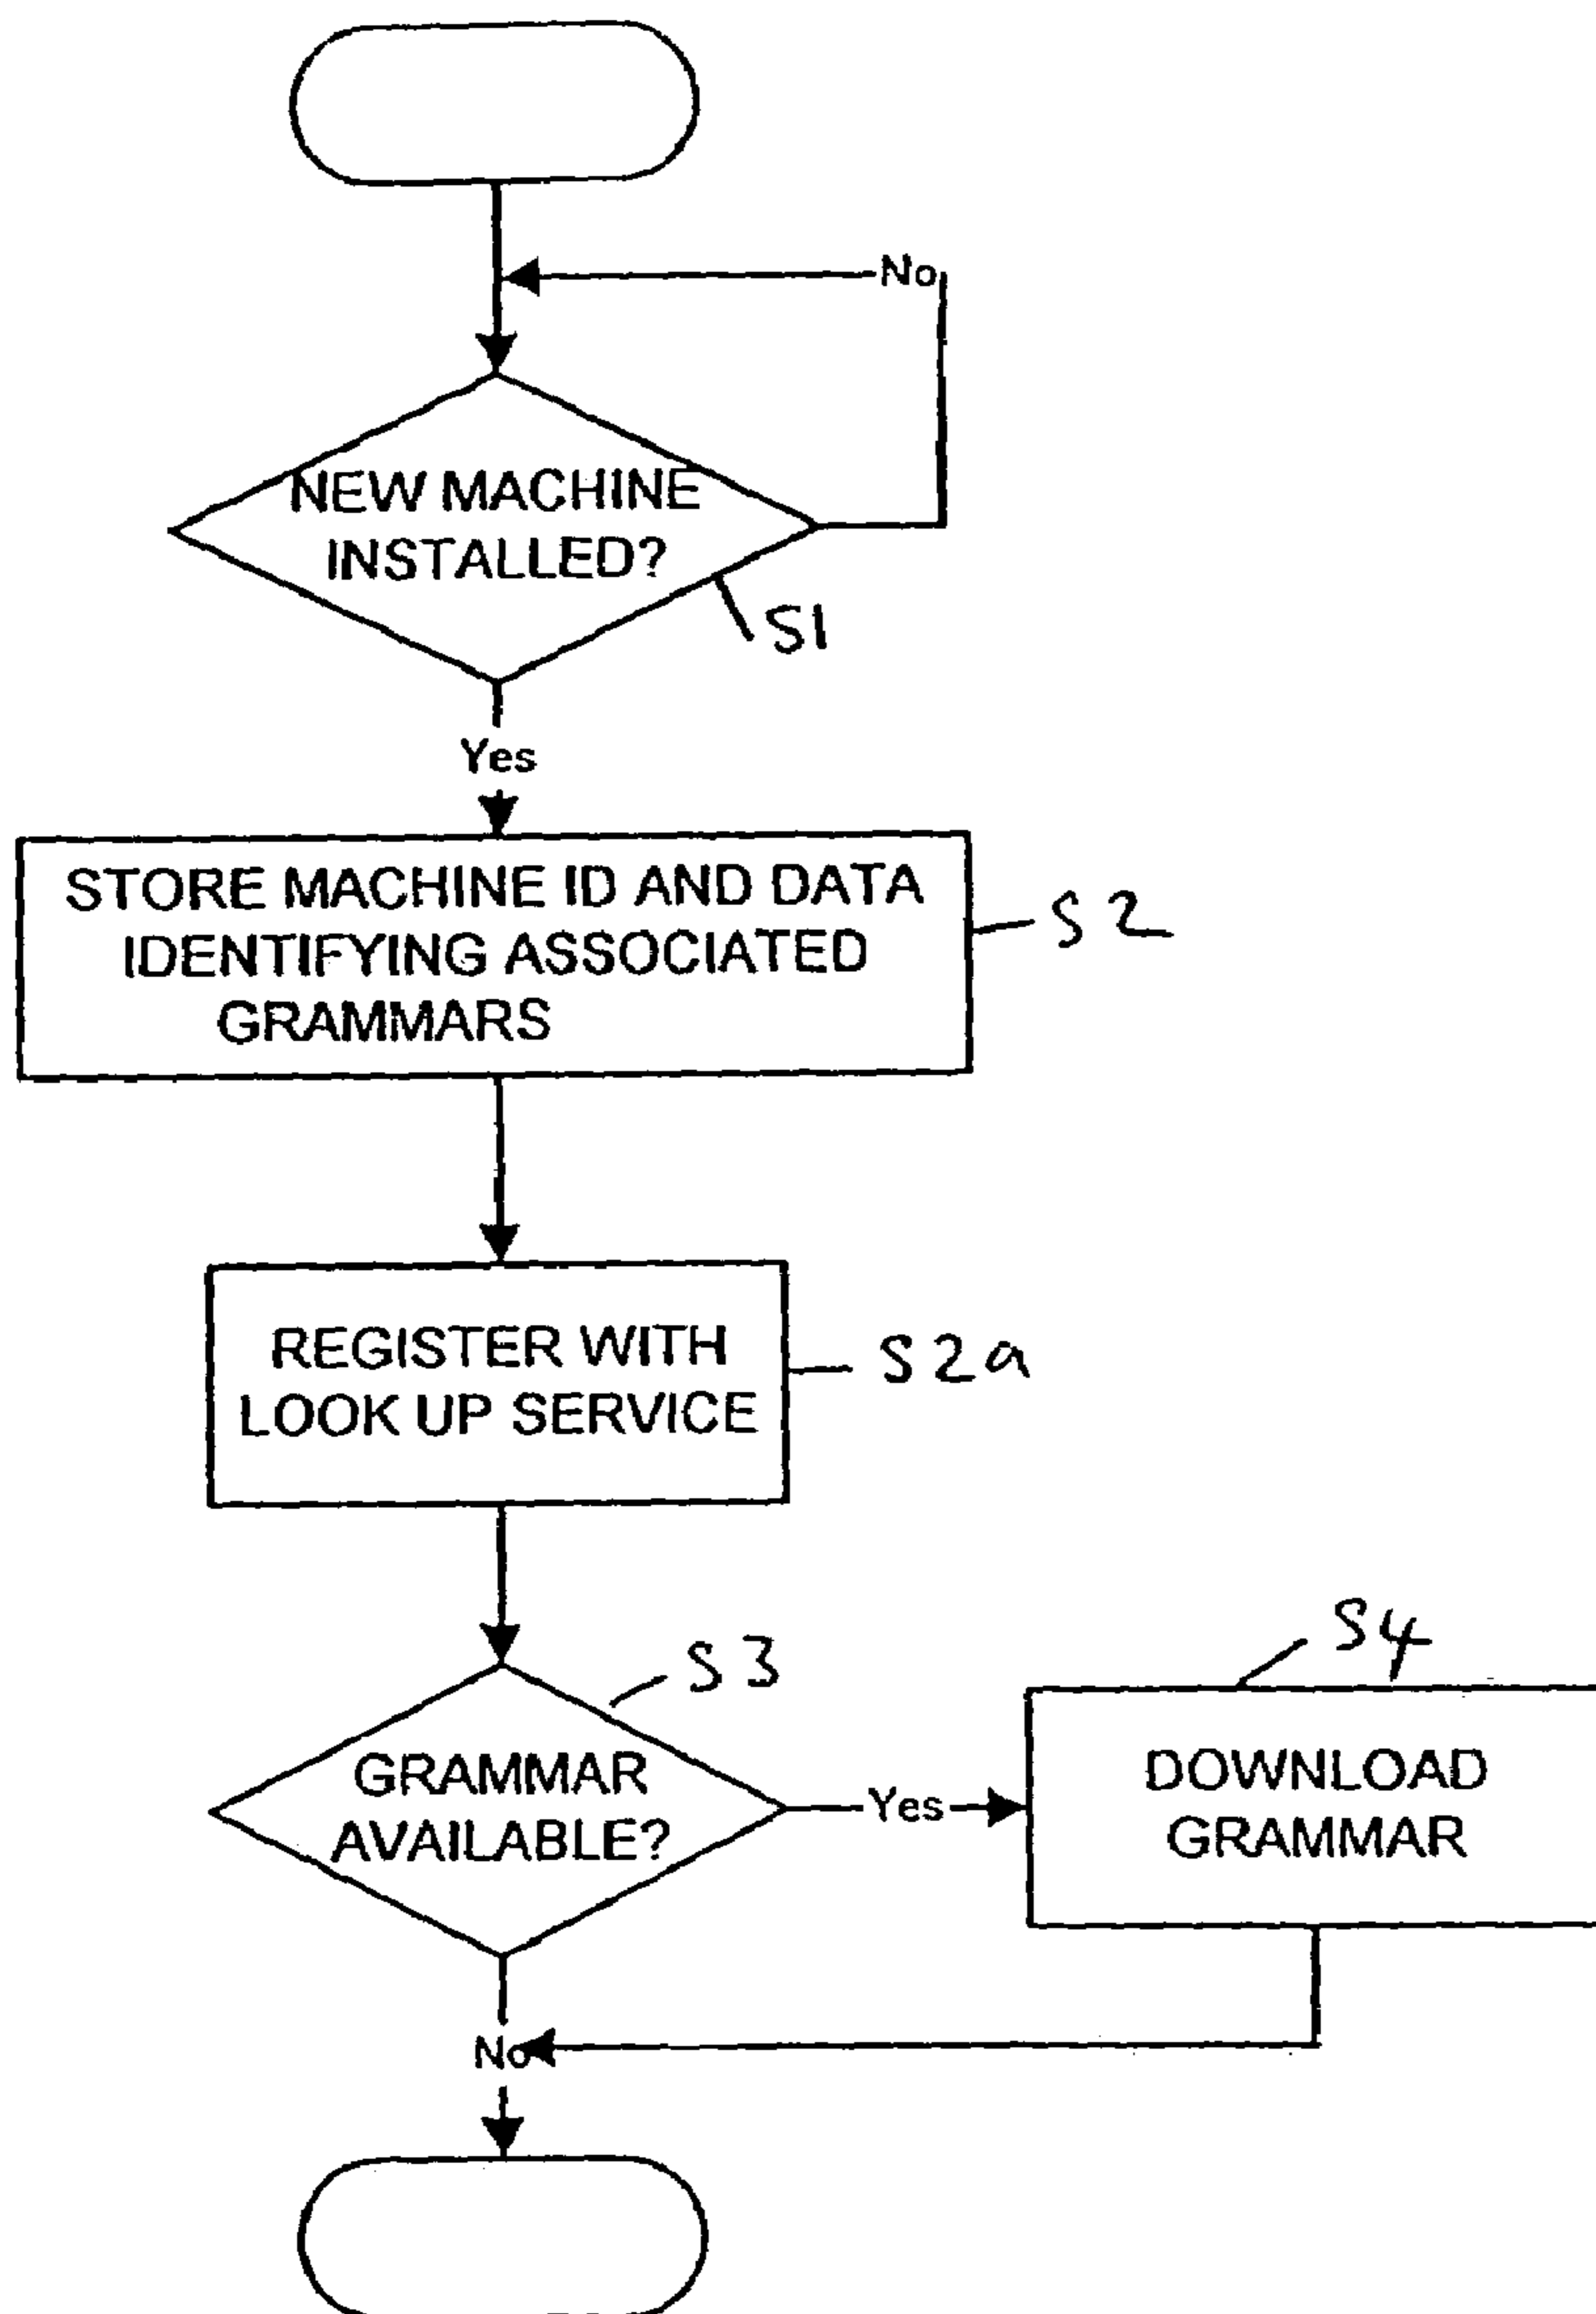 No
NEW MACHINE
INSTALLED?
S1
Yes
STORE MACHINE ID AND DATA
IDENTIFYING ASSOCIATED
GRAMMARS
S2
REGISTER WITH
LOOK UP SERVICE
S2a
S3
S4
GRAMMAR
AVAILABLE?
Yes
DOWNLOAD
GRAMMAR
No